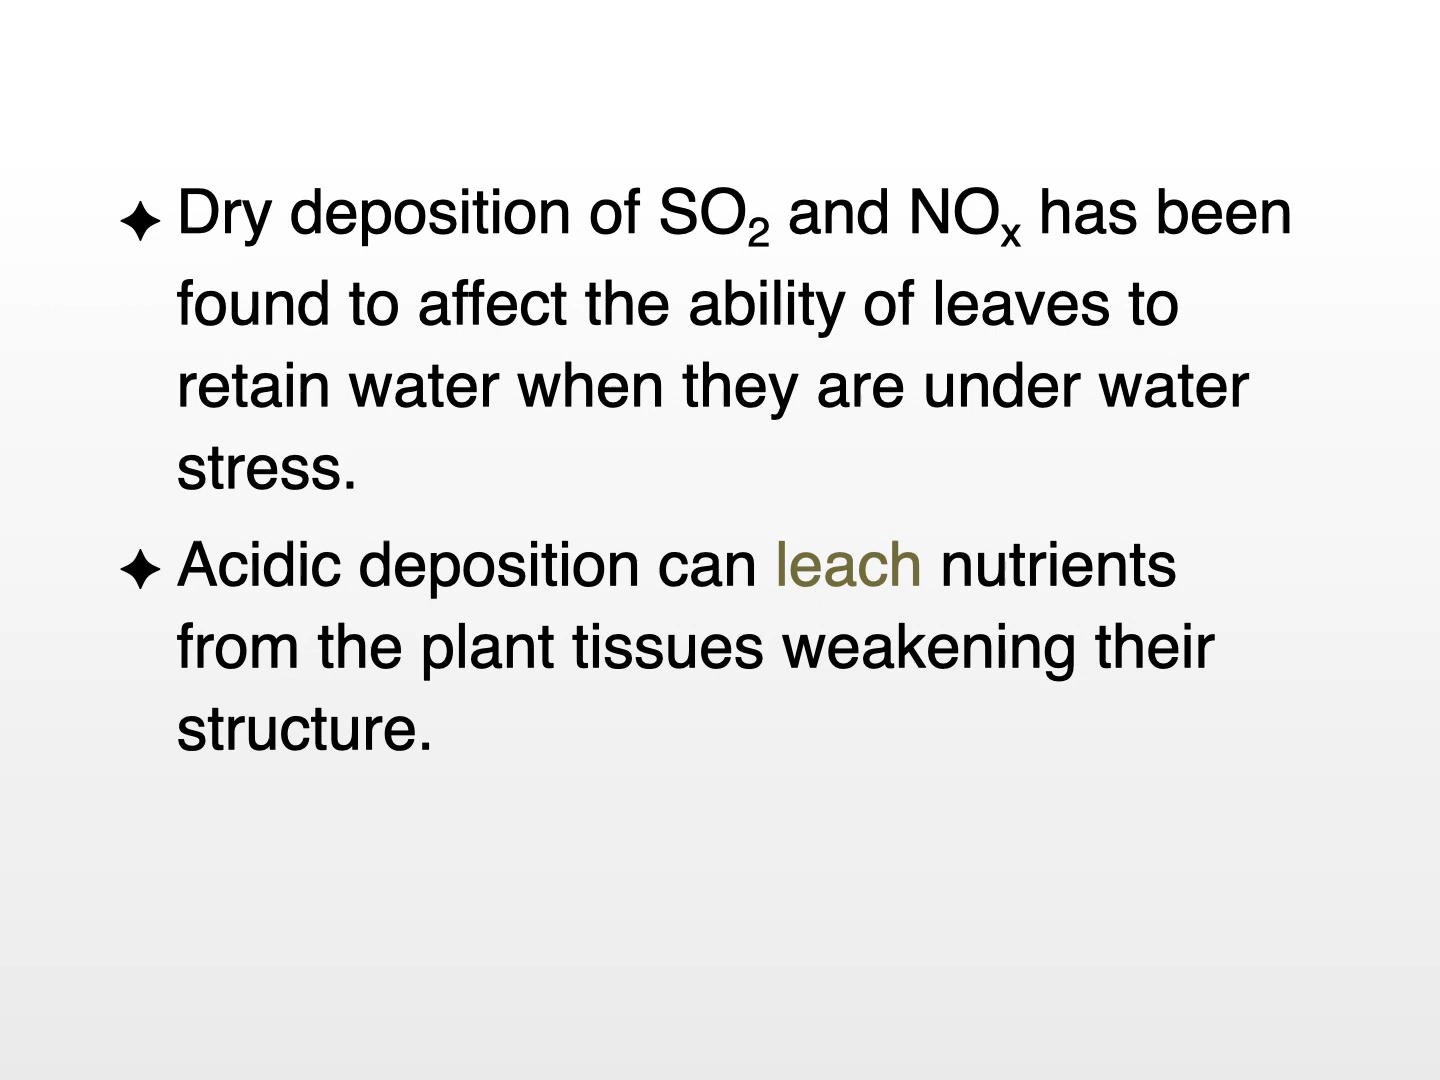 ✦ Dry deposition of SO₂ and NOₓ has been
found to affect the ability of leaves to
retain water when they are under water
stress.
✦ Acidic deposition can leach nutrients
from the plant tissues weakening their
structure.